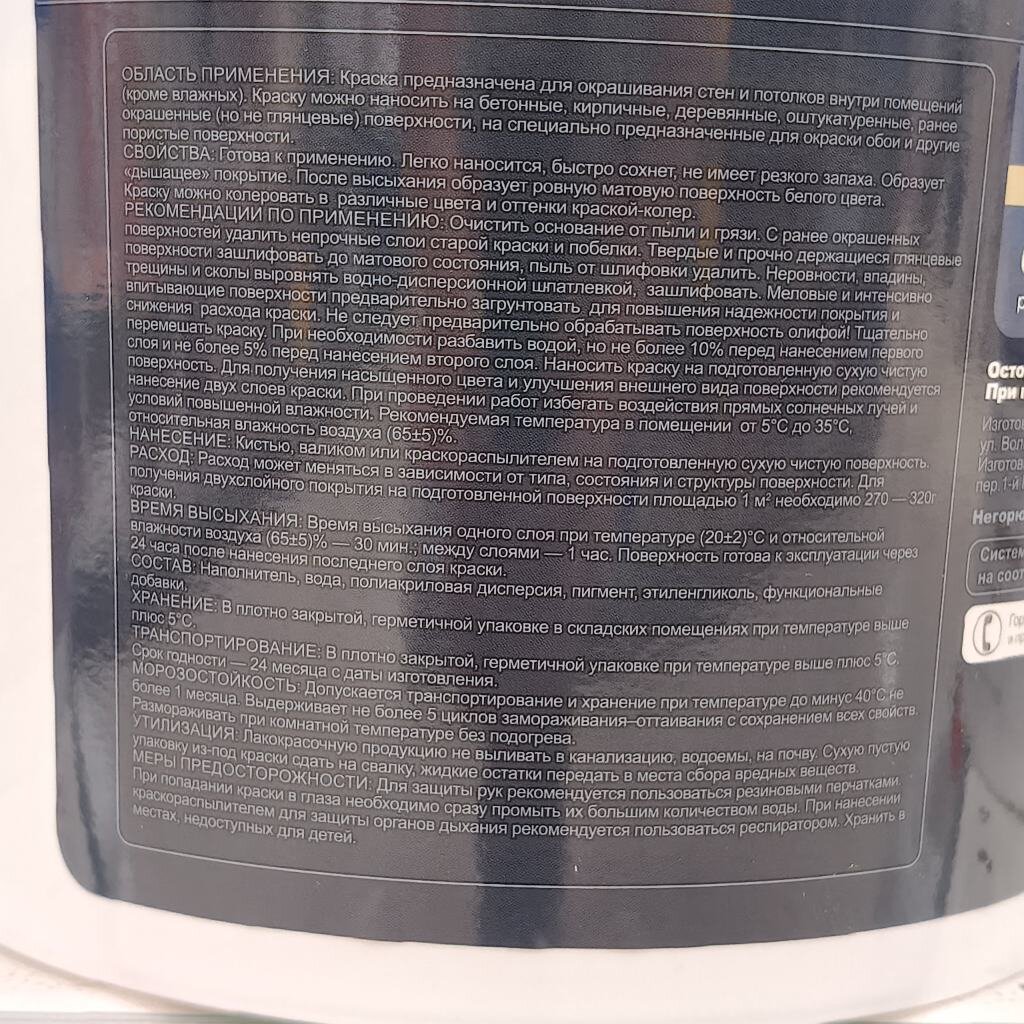 ОБЛАСТЬ ПРИМЕНЕНИЯ: Краска предназначена для окрашивания стен и потолков внутри помещений
(кроме влажных). Краску можно наносить на бетонные, кирпичные, деревянные, оштукатуренные, ранее
окрашенные (но не глянцевые) поверхности, на специально предназначенные для окраски обои и другие
пористые поверхности.
СВОЙСТВА: Готова к применению. Легко наносится, быстро сохнет, не имеет резкого запаха. Образует
«дышащее» покрытие. После высыхания образует ровную матовую поверхность белого цвета.
Краску можно колеровать в различные цвета и оттенки краской-колер.
РЕКОМЕНДАЦИИ ПО ПРИМЕНЕНИЮ: Очистить основание от пыли и грязи. С ранее окрашенных
поверхностей удалить непрочные слои старой краски и побелки. Твердые и прочно держащиеся глянцевые
поверхности зашлифовать до матового состояния, пыль от шлифовки удалить. Неровности, впадины,
трещины и сколы выровнять водно-дисперсионной шпатлевкой, зашлифовать. Меловые и интенсивно
впитывающие поверхности предварительно загрунтовать для повышения надежности покрытия и
снижения расхода краски. Не следует предварительно обрабатывать поверхность олифой! Тщательно
перемешать краску. При необходимости разбавить водой, но не более 10% перед нанесением первого
слоя и не более 5% перед нанесением второго слоя. Наносить краску на подготовленную сухую чистую
поверхность. Для получения насыщенного цвета и улучшения внешнего вида поверхности рекомендуется
нанесение двух слоев краски. При проведении работ избегать воздействия прямых солнечных лучей и
условий повышенной влажности. Рекомендуемая температура в помещении от 5°С до 35°С,
относительная влажность воздуха (65±5)%.
НАНЕСЕНИЕ: Кистью, валиком или краскораспылителем на подготовленную сухую чистую поверхность.
РАСХОД: Расход может меняться в зависимости от типа, состояния и структуры поверхности. Для
получения двухслойного покрытия на подготовленной поверхности площадью 1 м² необходимо 270 — 320г
краски.
ВРЕМЯ ВЫСЫХАНИЯ: Время высыхания одного слоя при температуре (20±2)°С и относительной
влажности воздуха (65±5)% — 30 мин.; между слоями — 1 час. Поверхность готова к эксплуатации через
24 часа после нанесения последнего слоя краски.
СОСТАВ: Наполнитель, вода, полиакриловая дисперсия, пигмент, этиленгликоль, функциональные
добавки.
ХРАНЕНИЕ: В плотно закрытой, герметичной упаковке в складских помещениях при температуре выше
плюс 5°С.
ТРАНСПОРТИРОВАНИЕ: В плотно закрытой, герметичной упаковке при температуре выше плюс 5°С.
Срок годности — 24 месяца с даты изготовления.
МОРОЗОСТОЙКОСТЬ: Допускается транспортирование и хранение при температуре до минус 40°С не
более 1 месяца. Выдерживает не более 5 циклов замораживания–оттаивания с сохранением всех свойств.
Размораживать при комнатной температуре без подогрева.
УТИЛИЗАЦИЯ: Лакокрасочную продукцию не выливать в канализацию, водоемы, на почву. Сухую пустую
упаковку из-под краски сдать на свалку, жидкие остатки передать в места сбора вредных веществ.
МЕРЫ ПРЕДОСТОРОЖНОСТИ: Для защиты рук рекомендуется пользоваться резиновыми перчатками.
При попадании краски в глаза необходимо сразу промыть их большим количеством воды. При нанесении
краскораспылителем для защиты органов дыхания рекомендуется пользоваться респиратором. Хранить в
местах, недоступных для детей.
При
ул.
пер. 1-й
на соот